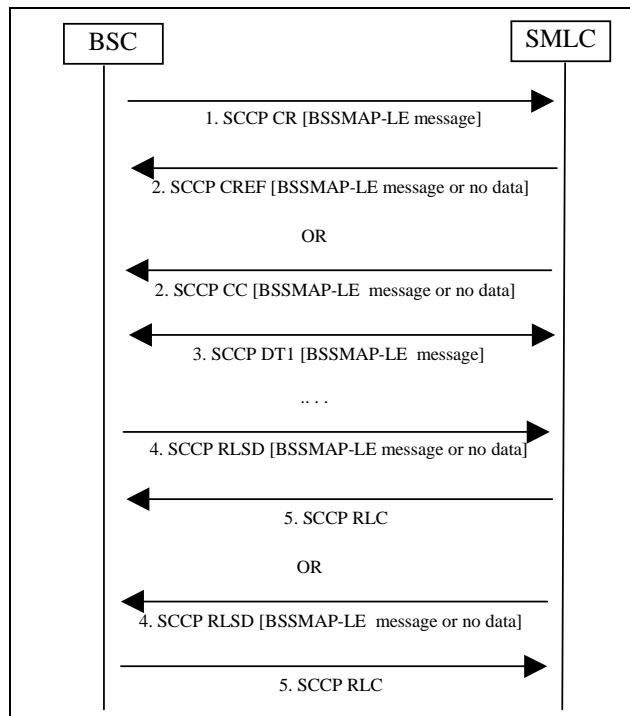 BSC
SMLC
1. SCCP CR [BSSMAP-LE message]
2. SCCP CREF [BSSMAP-LE message or no data]
OR
2. SCCP CC [BSSMAP-LE message or no data]
3. SCCP DT1 [BSSMAP-LE message]
.. . .
4. SCCP RLSD [BSSMAP-LE message or no data]
5. SCCP RLC
OR
4. SCCP RLSD [BSSMAP-LE message or no data]
5. SCCP RLC